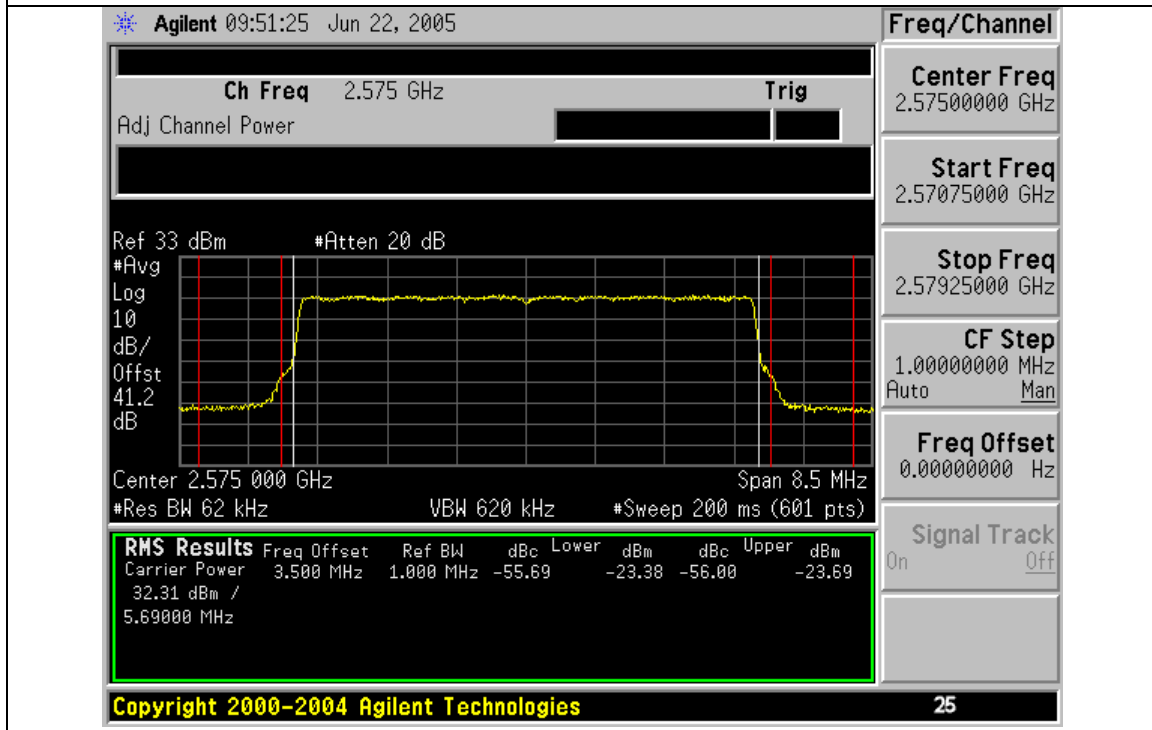 Agilent 09:51:25 Jun 22, 2005
Freq/Channel
Ch Freq 2.575 GHz Trig
Adj Channel Power
Center Freq
2.57500000 GHz
Start Freq
2.57075000 GHz
Stop Freq
2.57925000 GHz
CF Step
1.00000000 MHz
Auto Man
Freq Offset
0.00000000 Hz
Signal Track
On Off
Ref 33 dBm #Atten 20 dB
#Avg
Log
10
dB/
Offst
41.2
dB
Center 2.575 000 GHz Span 8.5 MHz
#Res BW 62 kHz VBW 620 kHz #Sweep 200 ms (601 pts)
RMS Results Freq Offset Ref BW dBc Lower dBm dBc Upper dBm
Carrier Power 3.500 MHz 1.000 MHz -55.69 -23.38 -56.00 -23.69
32.31 dBm /
5.69000 MHz
Copyright 2000-2004 Agilent Technologies 25